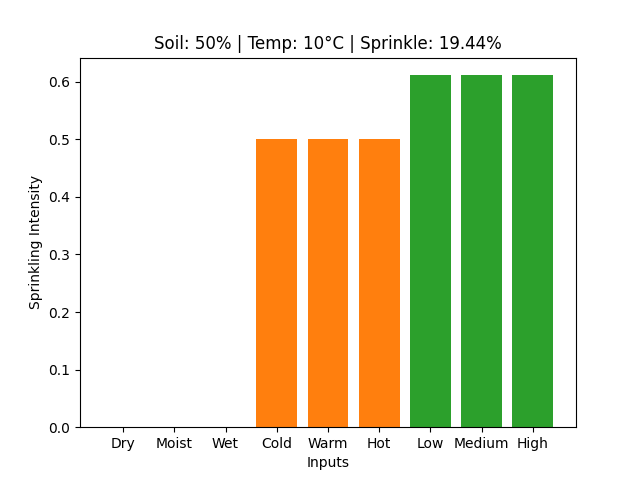 Soil: 50% | Temp: 10°C | Sprinkle: 19.44%
Sprinkling Intensity
0.6
0.5
0.4
0.3
0.2
0.1
0.0
Dry Moist Wet Cold Warm Hot Low Medium High
Inputs